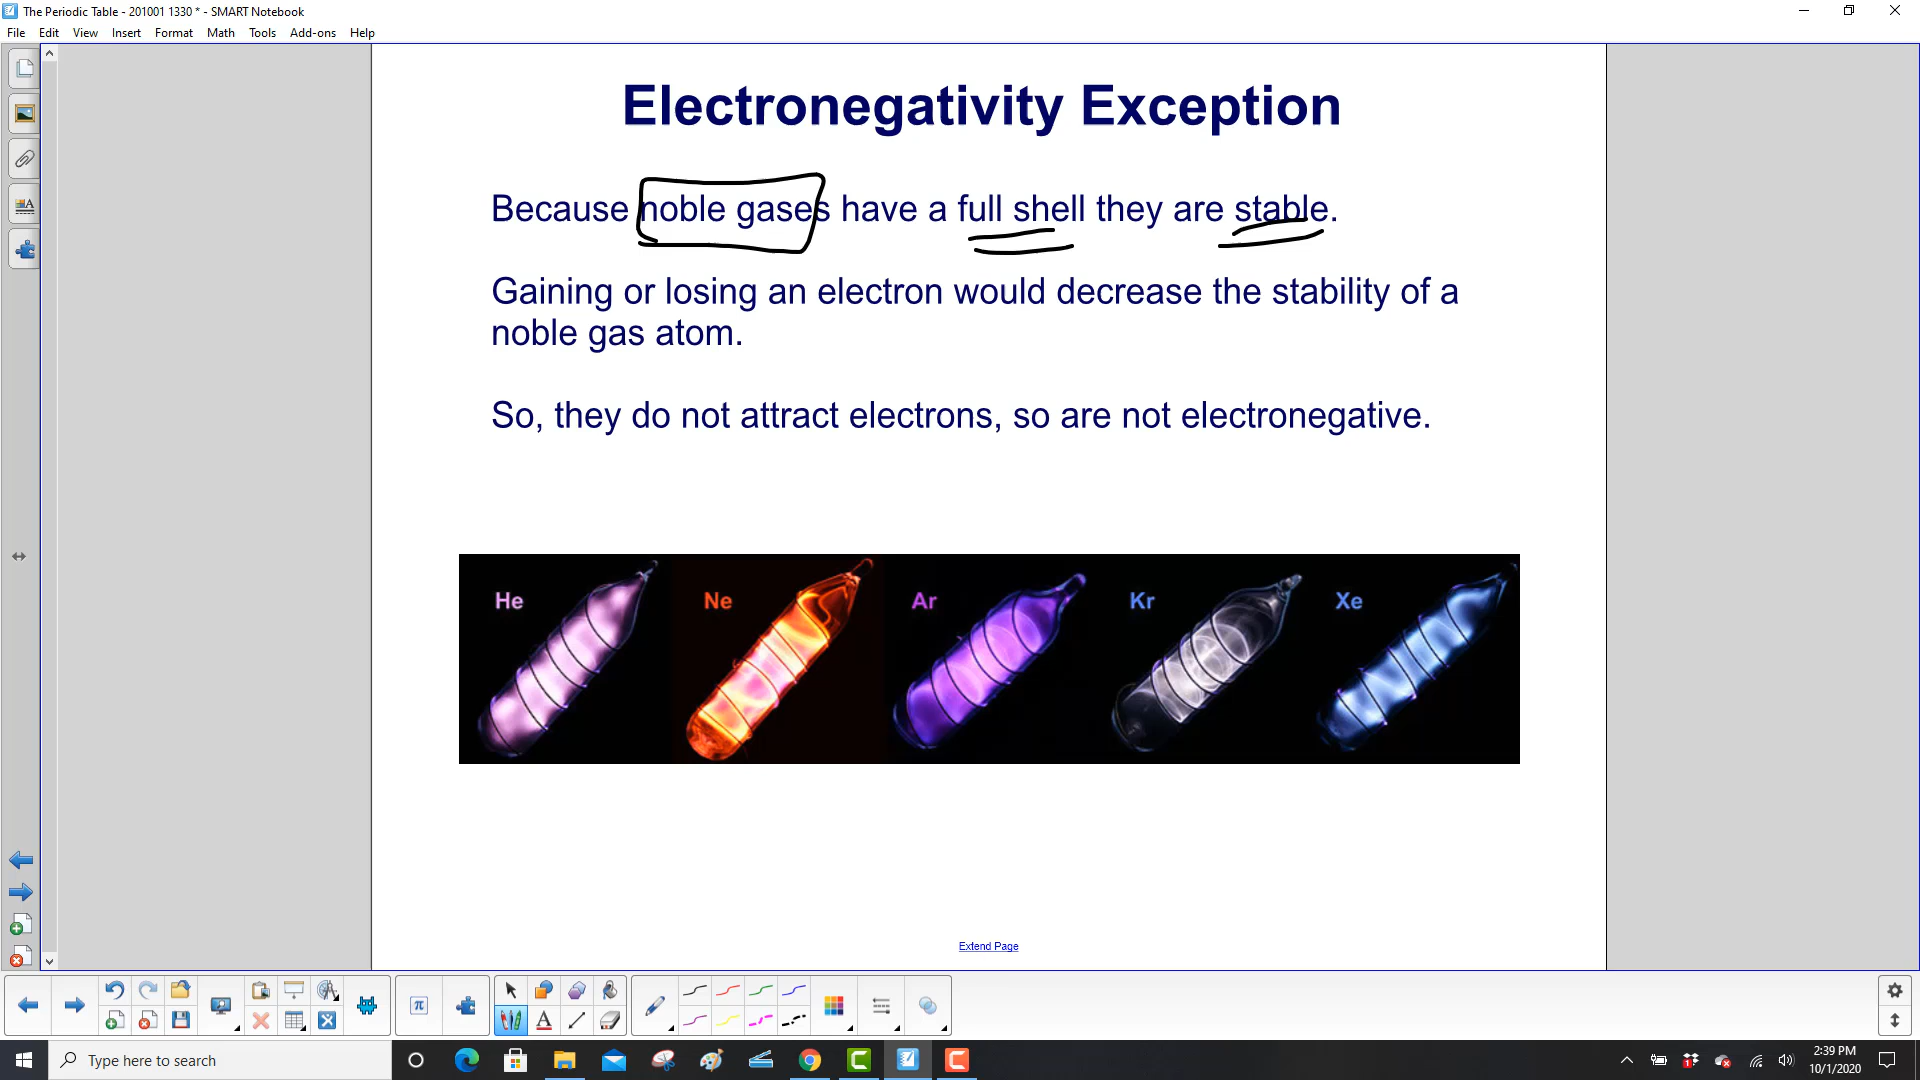 The Periodic Table - 201001 1330 * - SMART Notebook
File Edit View Insert Format Math Tools Add-ons Help
Electronegativity Exception
Because noble gases have a full shell they are stable.
Gaining or losing an electron would decrease the stability of a
noble gas atom.
So, they do not attract electrons, so are not electronegative.
He Ne Ar Kr Xe
Extend Page
π
A
Type here to search
2:39 PM
10/1/2020